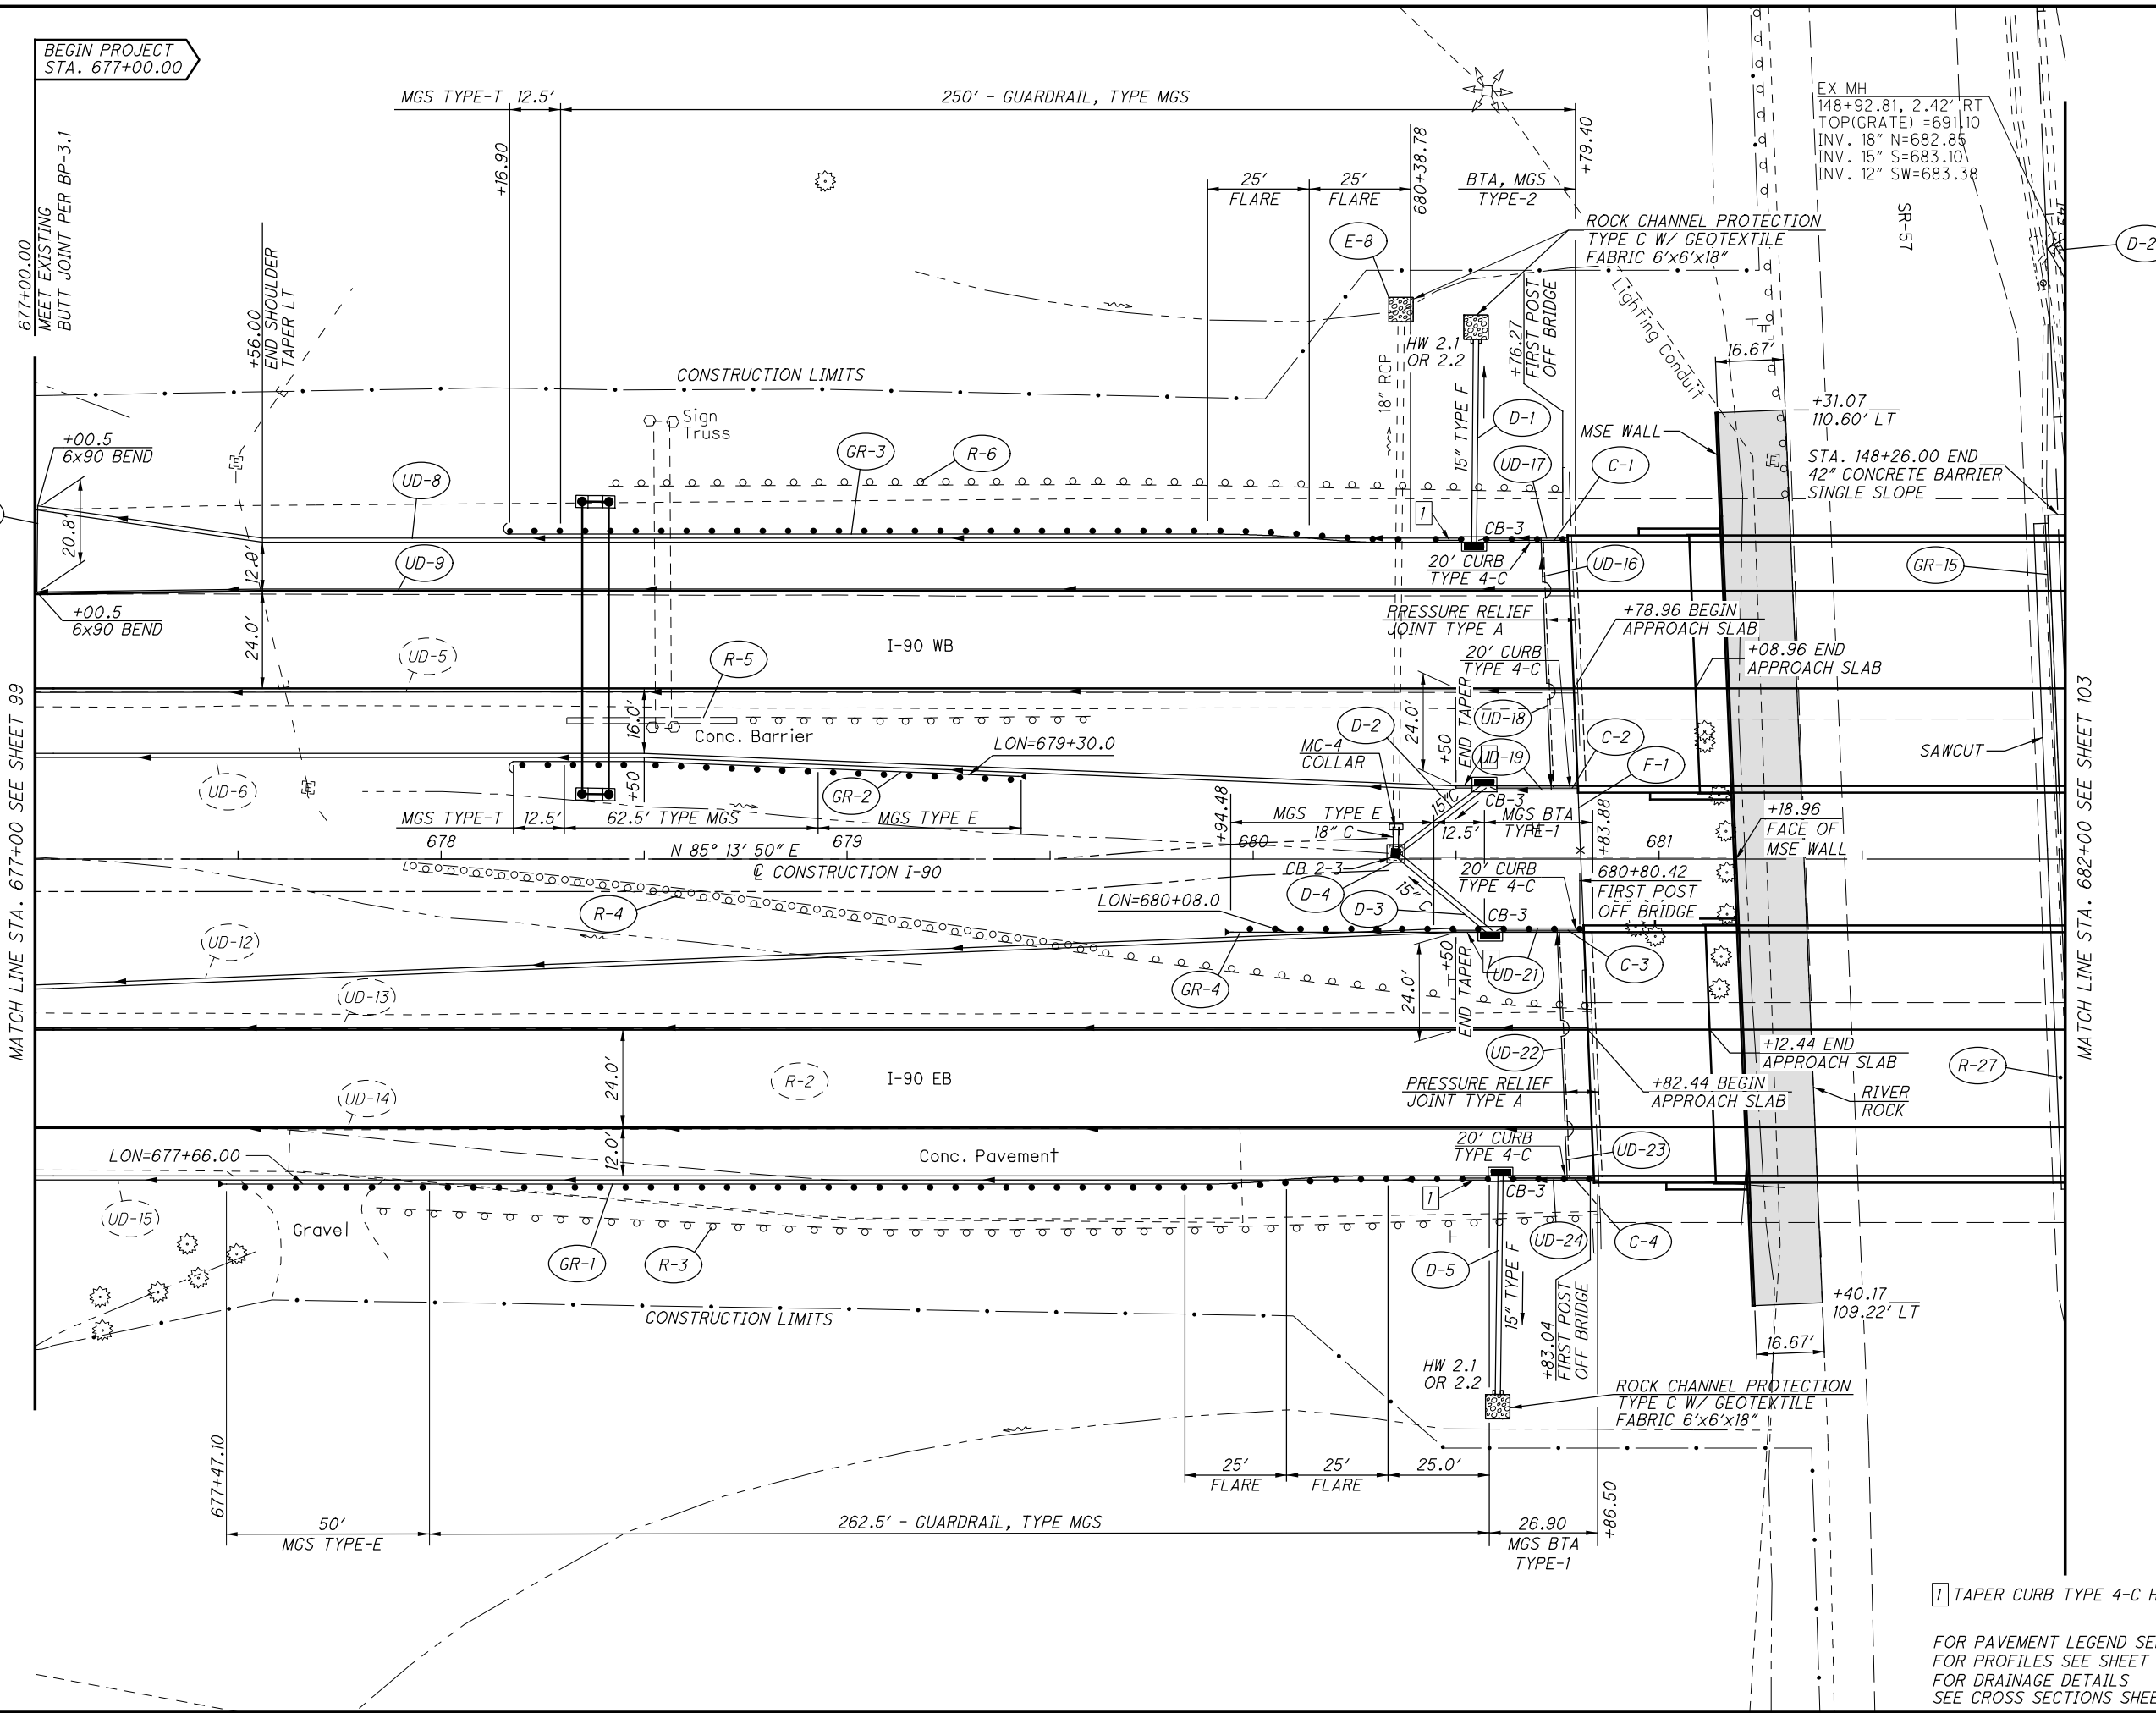 BEGIN PROJECT
STA. 677+00.00
677+00.00
MEET EXISTING
BUTT JOINT PER BP-3.1
MGS TYPE-T 12.5'
250' - GUARDRAIL, TYPE MGS
+16.90
+79.40
680+38.78
25'
FLARE
25'
FLARE
BTA, MGS
TYPE-2
EX MH
148+92.81, 2.42' RT
TOP(GRATE) =691.10
INV. 18" N=682.85
INV. 15" S=683.10
INV. 12" SW=683.38
SR-57
E-8
ROCK CHANNEL PROTECTION
TYPE C W/ GEOTEXTILE
FABRIC 6'x6'x18"
+56.00
END SHOULDER
TAPER LT
HW 2.1
OR 2.2
+76.27
FIRST POST
OFF BRIDGE
Lighting Conduit
16.67'
CONSTRUCTION LIMITS
18" RCP
15" TYPE F
D-1
+31.07
110.60' LT
MSE WALL
Sign
Truss
+00.5
6x90 BEND
GR-3
R-6
UD-8
UD-17
C-1
STA. 148+26.00 END
42" CONCRETE BARRIER
SINGLE SLOPE
20.8'
12.0'
1
CB-3
UD-9
20' CURB
TYPE 4-C
UD-16
GR-15
+00.5
6x90 BEND
24.0'
PRESSURE RELIEF
JOINT TYPE A
+78.96 BEGIN
APPROACH SLAB
UD-5
I-90 WB
R-5
20' CURB
TYPE 4-C
+08.96 END
APPROACH SLAB
MATCH LINE STA. 677+00 SEE SHEET 99
MATCH LINE STA. 682+00 SEE SHEET 103
16.0'
Conc. Barrier
LON=679+30.0
D-2
MC-4
COLLAR
24.0'
+50
END TAPER
UD-18
1
UD-19
C-2
SAWCUT
UD-6
+50
GR-2
F-1
+94.48
15"C
CB-3
MGS TYPE-T
12.5'
62.5' TYPE MGS
MGS TYPE E
MGS TYPE E
18" C
12.5'
MGS BTA
TYPE-1
+83.88
+18.96
FACE OF
MSE WALL
678
679
680
681
N 85° 13' 50" E
℄ CONSTRUCTION I-90
CB 2-3
D-4
15" C
20' CURB
TYPE 4-C
680+80.42
FIRST POST
OFF BRIDGE
R-4
LON=680+08.0
D-3
CB-3
UD-12
24.0'
+50
END TAPER
1
UD-21
C-3
GR-4
UD-13
24.0'
UD-22
+12.44 END
APPROACH SLAB
R-27
R-2
I-90 EB
UD-14
PRESSURE RELIEF
JOINT TYPE A
+82.44 BEGIN
APPROACH SLAB
RIVER
ROCK
12.0'
20' CURB
TYPE 4-C
UD-23
LON=677+66.00
Conc. Pavement
1
CB-3
UD-15
Gravel
GR-1
R-3
D-5
15" TYPE F
UD-24
C-4
+83.04
FIRST POST
OFF BRIDGE
+40.17
109.22' LT
CONSTRUCTION LIMITS
16.67'
HW 2.1
OR 2.2
ROCK CHANNEL PROTECTION
TYPE C W/ GEOTEXTILE
FABRIC 6'x6'x18"
677+47.10
25'
FLARE
25'
FLARE
25.0'
+86.50
50'
MGS TYPE-E
262.5' - GUARDRAIL, TYPE MGS
26.90
MGS BTA
TYPE-1
1 TAPER CURB TYPE 4-C
FOR PAVEMENT LEGEND
FOR PROFILES SEE SHEET
FOR DRAINAGE DETAILS
SEE CROSS SECTIONS